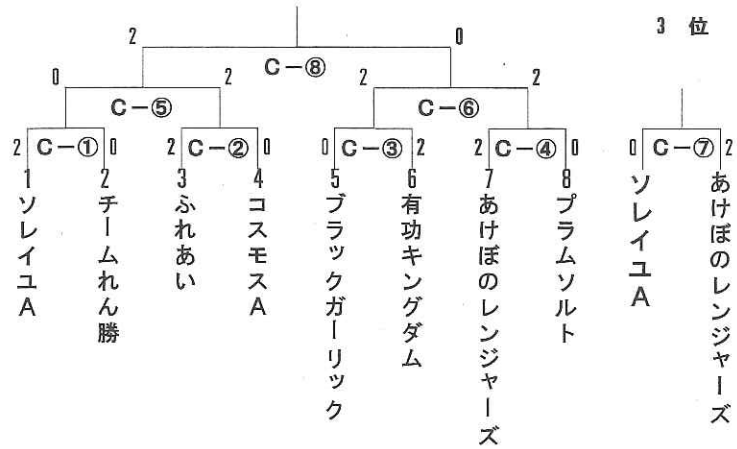 3 位
2 0
C－⑧
0 2 2 2
C－⑤ C－⑥
2 C－① 0 2 C－② 0 0 C－③ 2 2 C－④ 0 0 C－⑦ 2
1 2 3 4 5 6 7 8
ソレイユA
チームれん勝
ふれあい
コスモスA
ブラックガーリック
有功キングダム
あけぼのレンジャーズ
プラムソルト
ソレイユA
あけぼのレンジャーズ